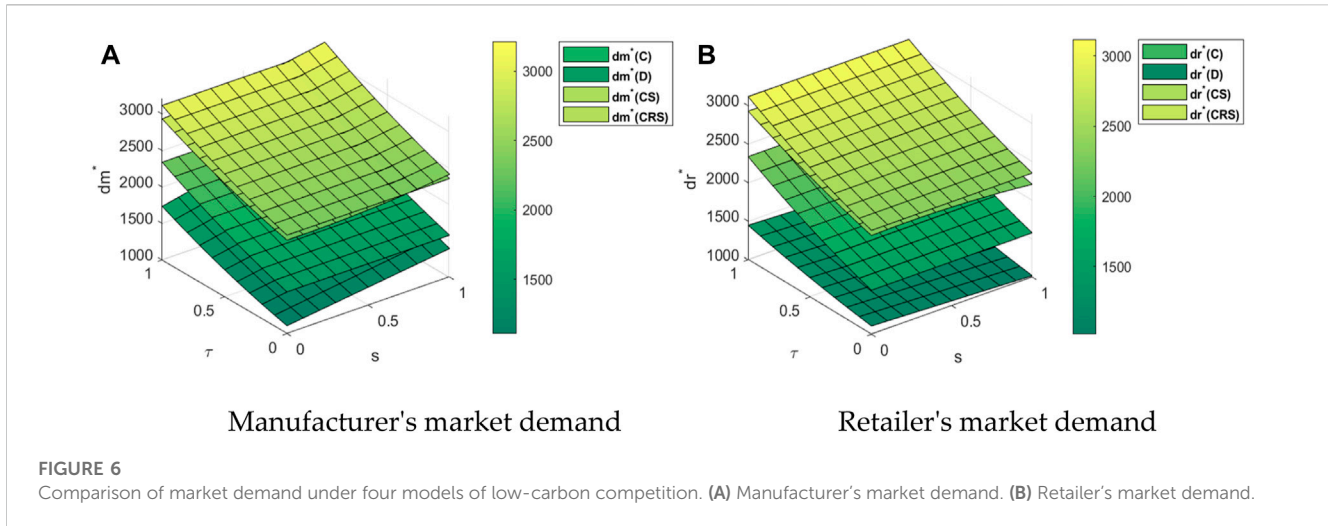 A
dm*(C)
dm*(D)
dm*(CS)
dm*(CRS)
3000
2500
2000
1500
1000
dm*
1
0.5
0
τ
0
0.5
1
s
3000
2500
2000
1500
B
dr*(C)
dr*(D)
dr*(CS)
dr*(CRS)
3000
2500
2000
1500
1000
dr*
1
0.5
0
τ
0
0.5
1
s
3000
2500
2000
1500
Manufacturer's market demand
Retailer's market demand
FIGURE 6
Comparison of market demand under four models of low-carbon competition. (A) Manufacturer's market demand. (B) Retailer's market demand.